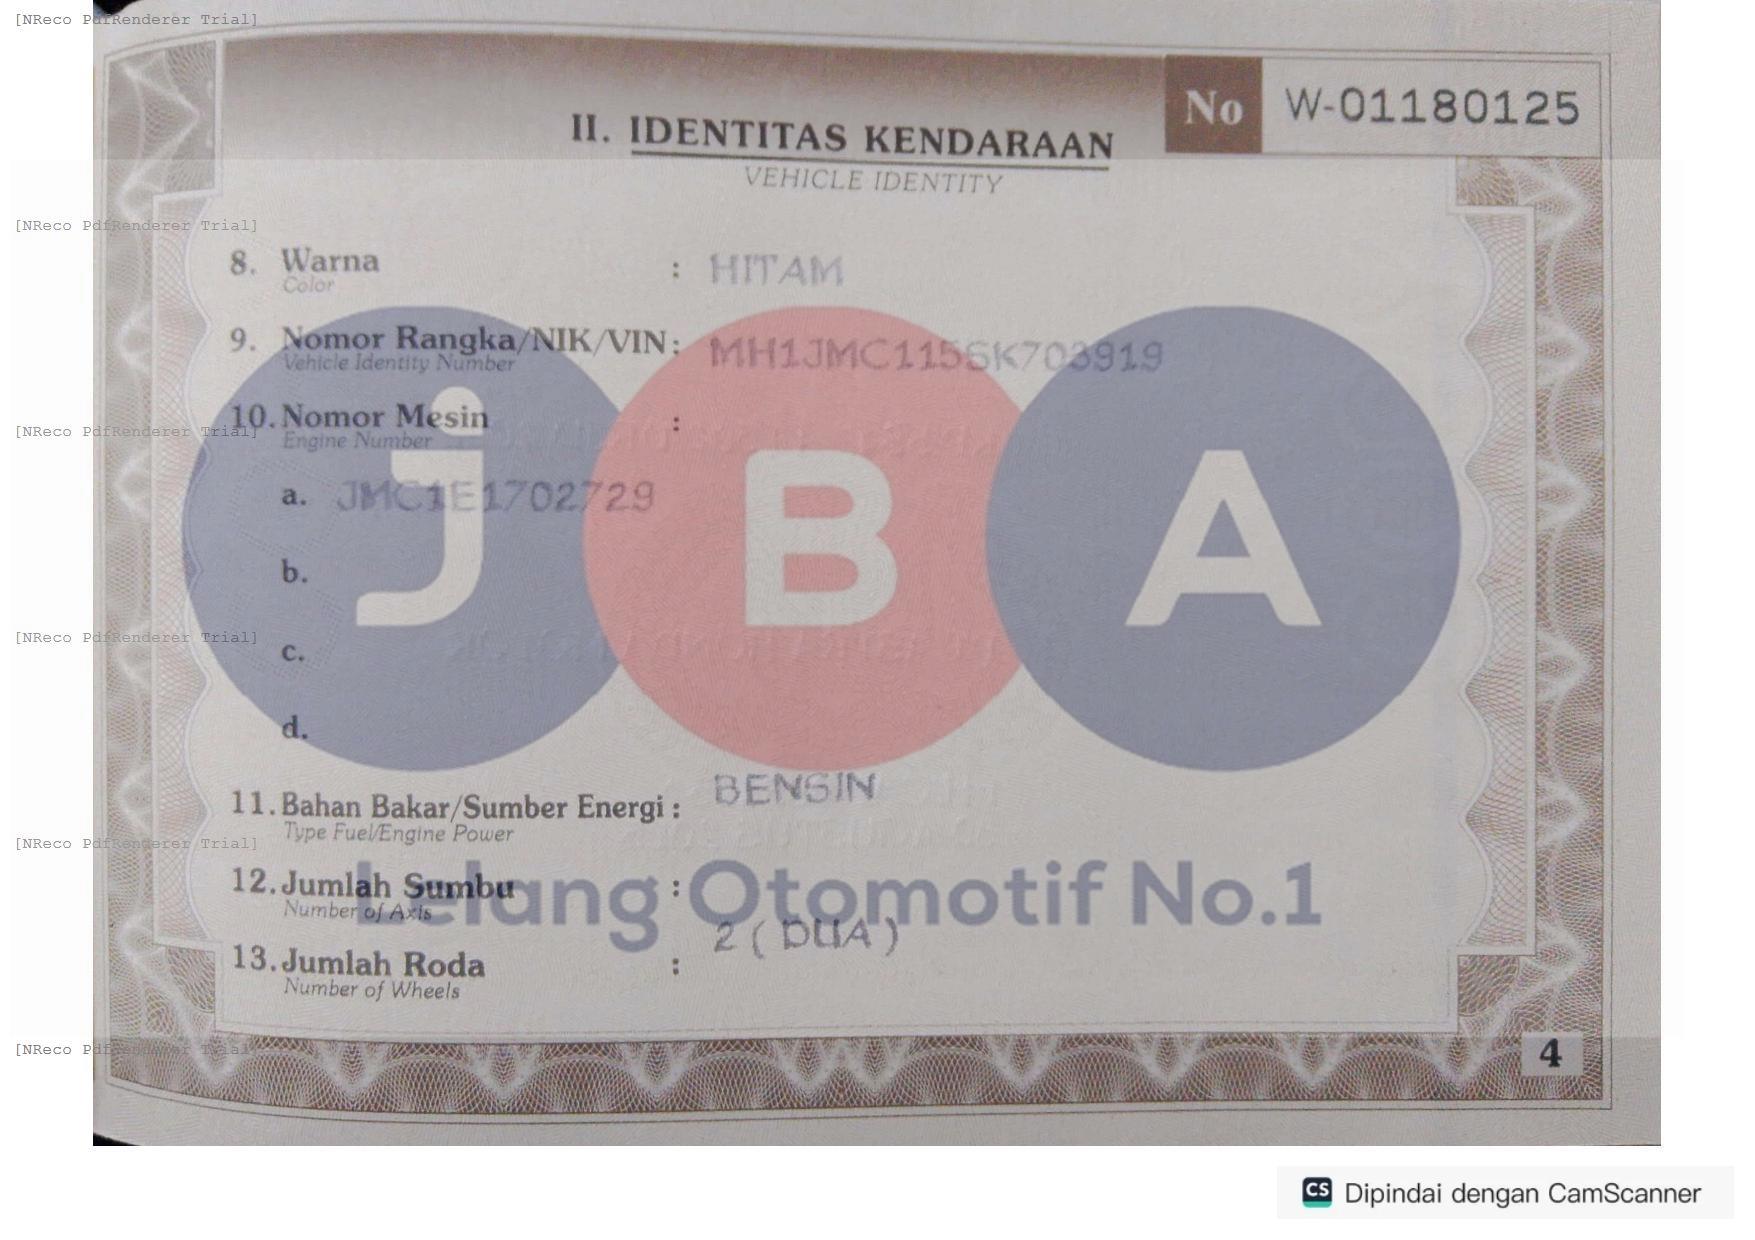 [NReco PdfRenderer Trial]
No W-01180125
II. IDENTITAS KENDARAAN
VEHICLE IDENTITY
[NReco PdfRenderer Trial]
8. Warna : HITAM
Color
9. Nomor Rangka/NIK/VIN : MH1JMC115SK703919
Vehicle Identity Number
10. Nomor Mesin :
[NReco PdfRenderer Trial]
Engine Number
a. JMC1E1702729
j B A
b.
[NReco PdfRenderer Trial]
c.
d.
11. Bahan Bakar/Sumber Energi : BENSIN
Type Fuel/Engine Power
[NReco PdfRenderer Trial]
12. Jumlah Sumbu :
Lelang Otomotif No.1
Number of Axis
2 ( DUA )
13. Jumlah Roda :
Number of Wheels
[NReco PdfRenderer Trial]
4
CS Dipindai dengan CamScanner